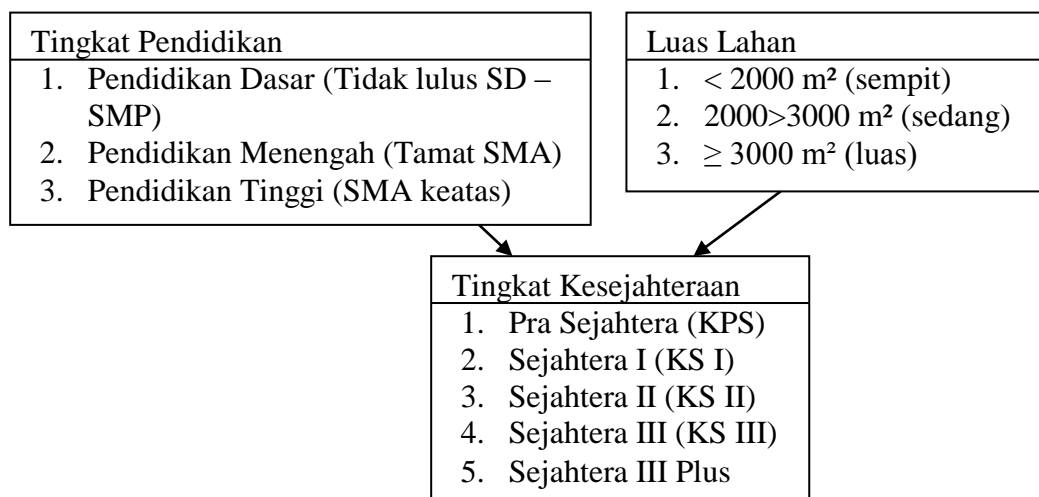 Tingkat Pendidikan
1. Pendidikan Dasar (Tidak lulus SD –
SMP)
2. Pendidikan Menengah (Tamat SMA)
3. Pendidikan Tinggi (SMA keatas)
Luas Lahan
1. < 2000 m² (sempit)
2. 2000>3000 m² (sedang)
3. ≥ 3000 m² (luas)
Tingkat Kesejahteraan
1. Pra Sejahtera (KPS)
2. Sejahtera I (KS I)
3. Sejahtera II (KS II)
4. Sejahtera III (KS III)
5. Sejahtera III Plus